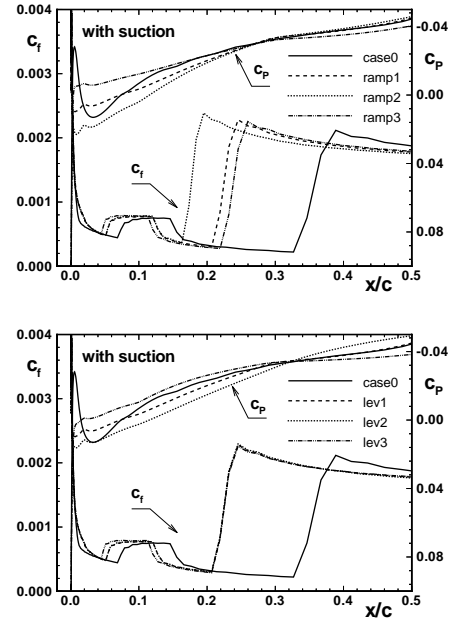 0.004
with suction
-0.04
c_f
c_P
0.003
c_P
case0
0.00
ramp1
ramp2
0.002
ramp3
0.04
c_f
0.001
0.08
0.000
0.0 0.1 0.2 0.3 0.4 0.5
x/c
0.004
with suction
-0.04
c_f
c_P
0.003
case0
0.00
c_P
lev1
lev2
0.002
lev3
0.04
c_f
0.001
0.08
0.000
0.0 0.1 0.2 0.3 0.4 0.5
x/c